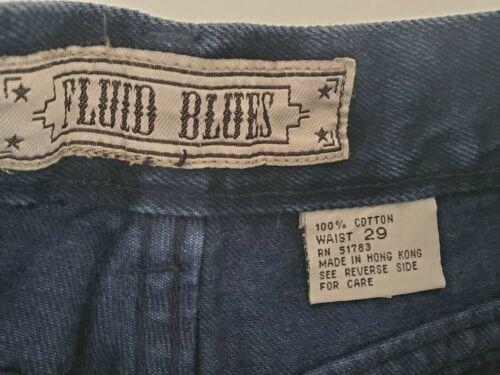 FLUID BLUES
100% COTTON
WAIST 29
RN 51783
MADE IN HONG KONG
SEE REVERSE SIDE
FOR CARE